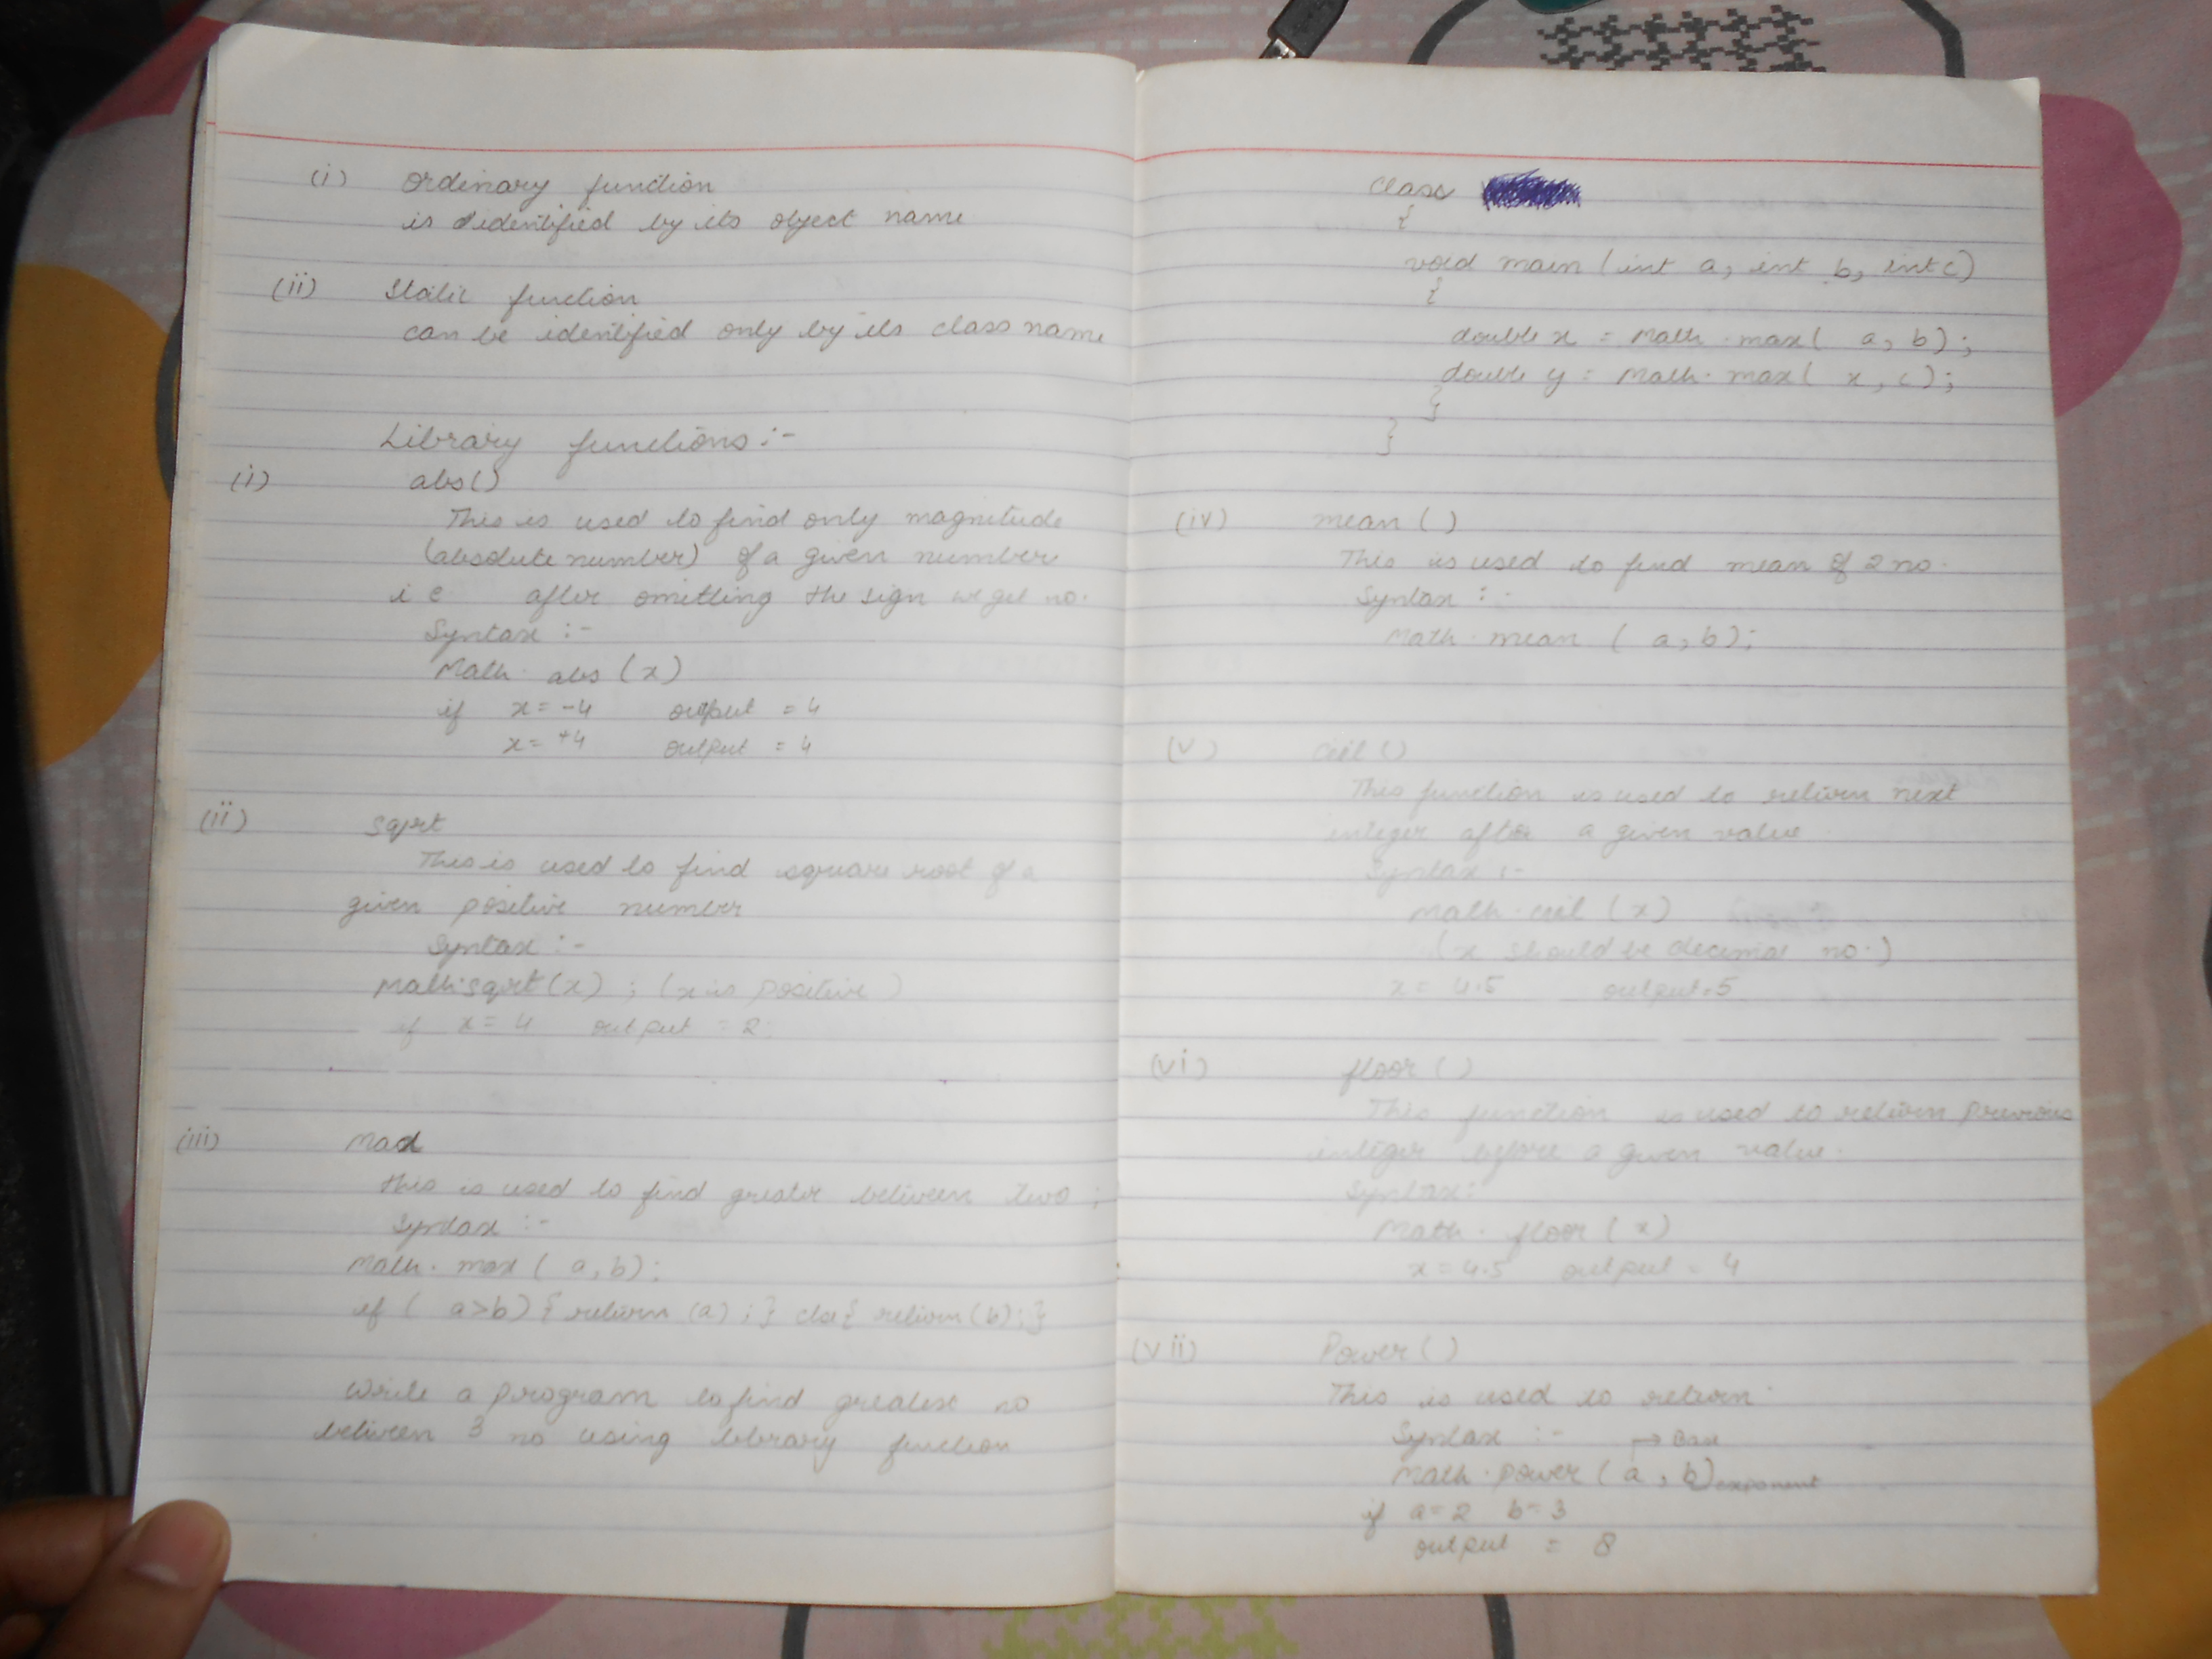 (i) Ordinary function
is identified by its object name
(ii) Static function
can be identified only by its class name
Library functions :-
(i) abs()
This is used to find only magnitude
(absolute number) of a given number
i e after omitting the sign we get no.
Syntax :-
Math. abs (x)
if x = -4 output = 4
x = +4 output = 4
(ii) Sqrt
This is used to find square root of a
given positive number
Syntax :-
Math.Sqrt(x) ; (x is positive)
if x = 4 output = 2
(iii) Max
this is used to find greater between two ;
Syntax :-
Math. max ( a, b) ;
if ( a>b) { return (a) ; } else{ return (b) ; }
Write a program to find greatest no
between 3 no using library function
class
{
void main (int a, int b, int c)
{
double x = Math .max( a, b) ;
double y = Math. max( x, c) ;
}
}
(iv) mean ( )
This is used to find mean of 2 no.
Syntax :-
Math. mean ( a, b) ;
(v) ceil ()
This function is used to return next
integer after a given value.
Syntax :-
Math.ceil (x)
(x should be decimal no.)
x = 4.5 output=5
(vi) floor ( )
This function is used to return previous
integer before a given value.
Syntax:
Math . floor ( x)
x = 4.5 output = 4
(vii) Power ( )
This is used to return
Syntax :- → Base
Math .power ( a , b) exponent
if a = 2 b = 3
output = 8